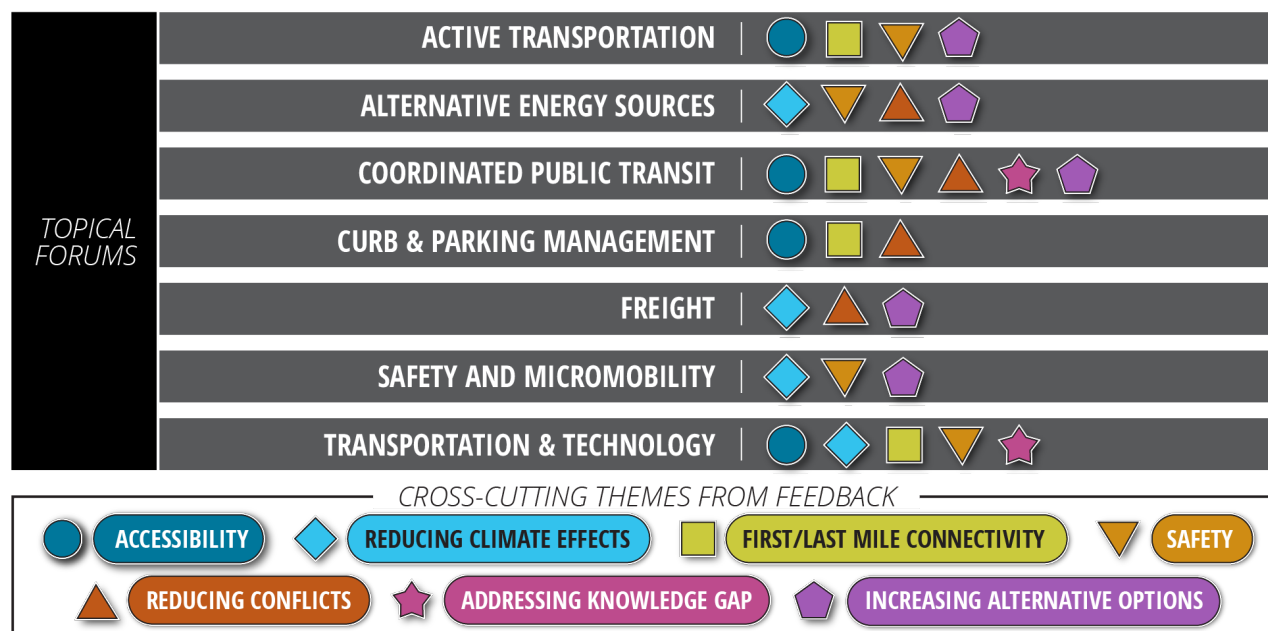 TOPICAL
FORUMS
ACTIVE TRANSPORTATION
ALTERNATIVE ENERGY SOURCES
COORDINATED PUBLIC TRANSIT
CURB & PARKING MANAGEMENT
FREIGHT
SAFETY AND MICROMOBILITY
TRANSPORTATION & TECHNOLOGY
CROSS-CUTTING THEMES FROM FEEDBACK
ACCESSIBILITY
REDUCING CLIMATE EFFECTS
FIRST/LAST MILE CONNECTIVITY
SAFETY
REDUCING CONFLICTS
ADDRESSING KNOWLEDGE GAP
INCREASING ALTERNATIVE OPTIONS